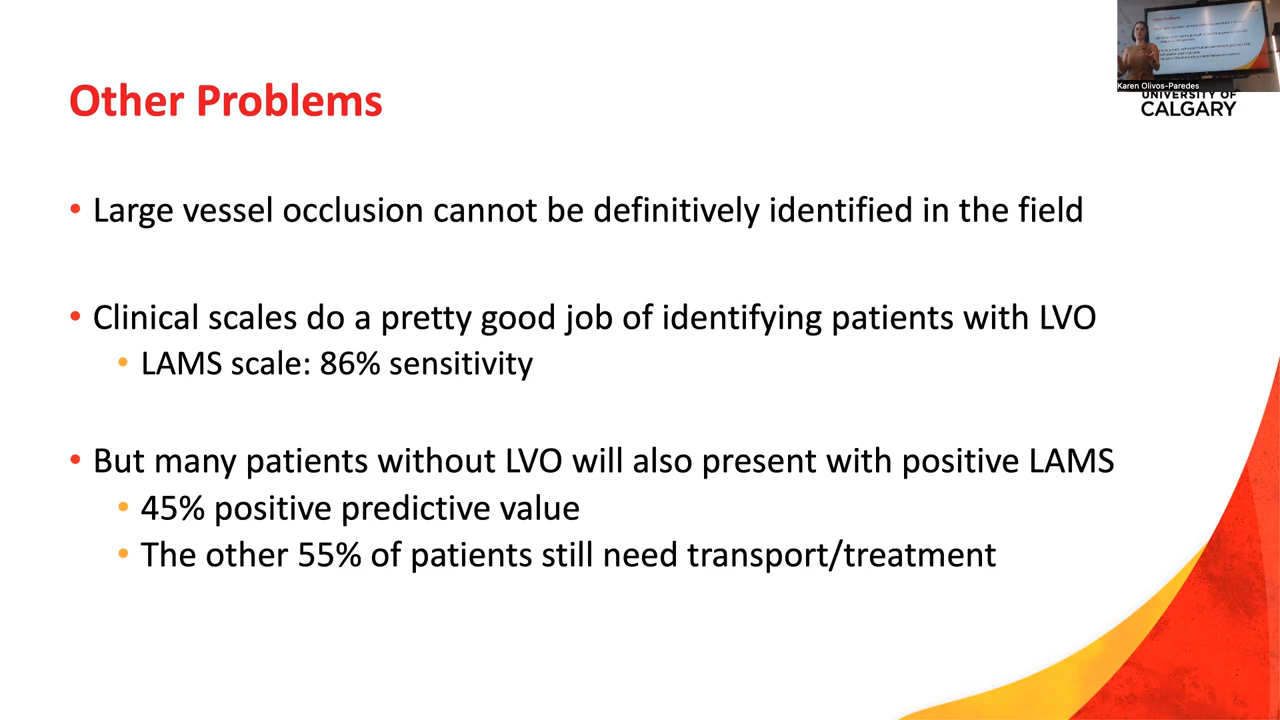 Other Problems
Karen Olivos-Paredes
UNIVERSITY OF
CALGARY
• Large vessel occlusion cannot be definitively identified in the field
• Clinical scales do a pretty good job of identifying patients with LVO
• LAMS scale: 86% sensitivity
• But many patients without LVO will also present with positive LAMS
• 45% positive predictive value
• The other 55% of patients still need transport/treatment